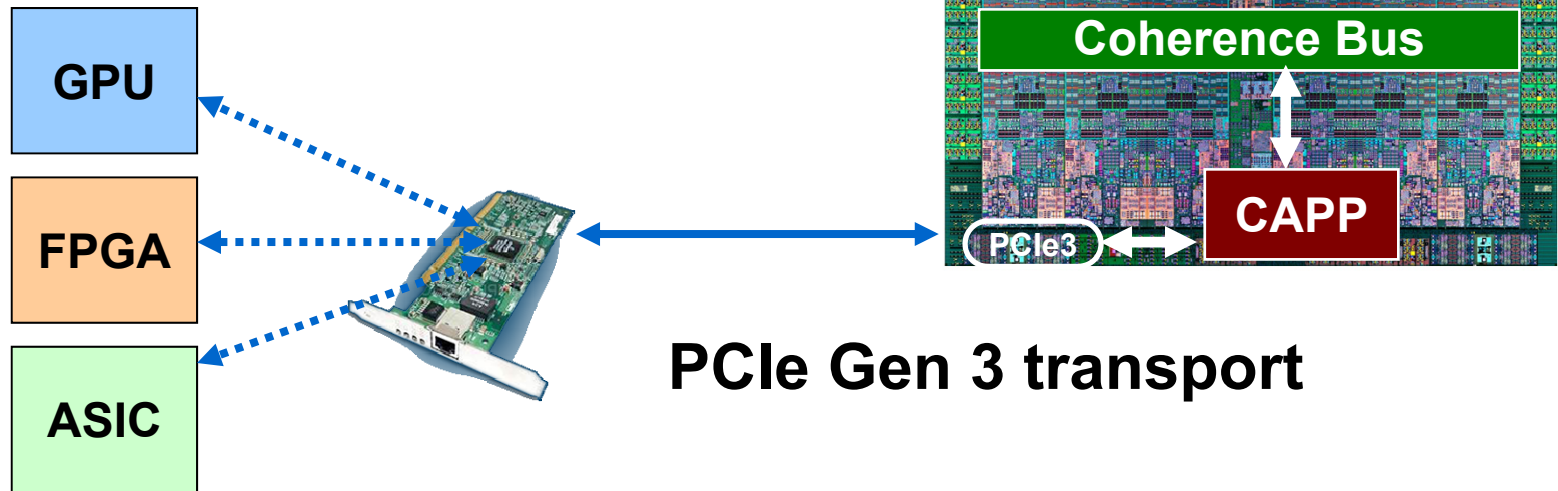 GPU
FPGA
ASIC
Coherence Bus
CAPP
PCIe3
PCIe Gen 3 transport